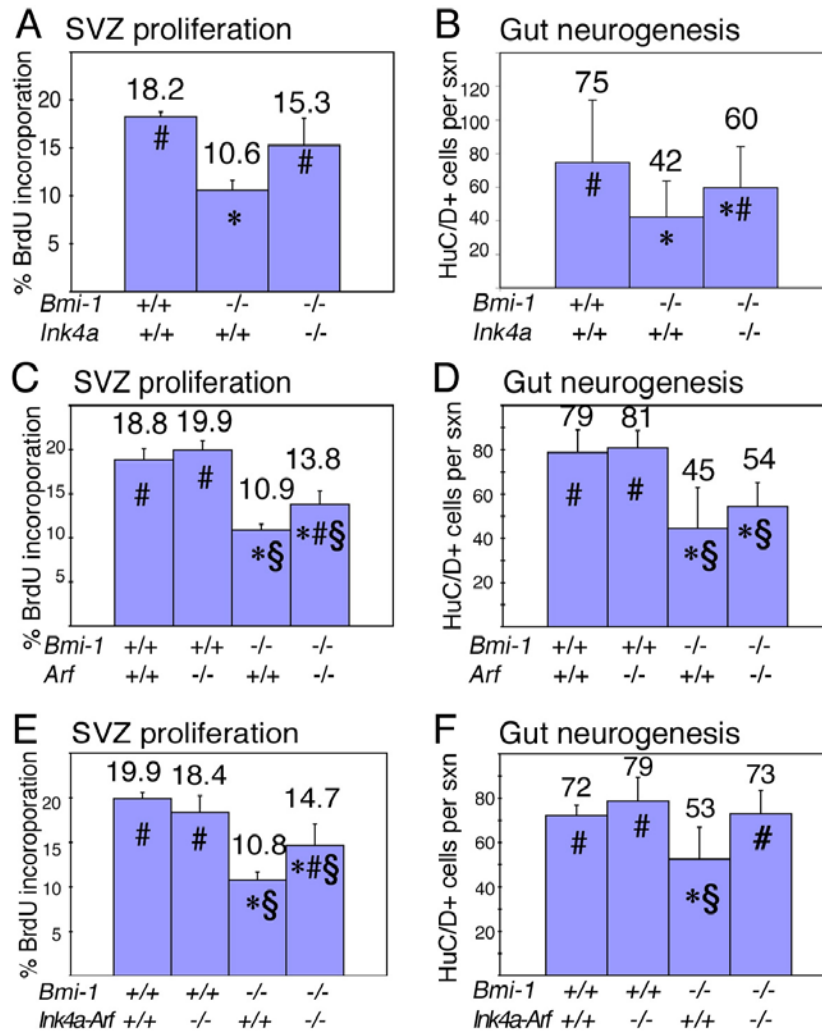 A SVZ proliferation
% BrdU incoroporation
20
15
10
5
18.2
10.6
15.3
#
*
#
Bmi-1 +/+ -/- -/-
Ink4a +/+ +/+ -/-
B Gut neurogenesis
HuC/D+ cells per sxn
120
100
80
60
40
20
75
42
60
#
*
*#
Bmi-1 +/+ -/- -/-
Ink4a +/+ +/+ -/-
C SVZ proliferation
% BrdU incoroporation
20
15
10
5
18.8
19.9
10.9
13.8
#
#
*§
*#§
Bmi-1 +/+ +/+ -/- -/-
Arf +/+ -/- +/+ -/-
D Gut neurogenesis
HuC/D+ cells per sxn
80
60
40
20
79
81
45
54
#
#
*§
*§
Bmi-1 +/+ +/+ -/- -/-
Arf +/+ -/- +/+ -/-
E SVZ proliferation
% BrdU incoroporation
20
15
10
5
19.9
18.4
10.8
14.7
#
#
*§
*#§
Bmi-1 +/+ +/+ -/- -/-
Ink4a-Arf +/+ -/- +/+ -/-
F Gut neurogenesis
HuC/D+ cells per sxn
80
60
40
20
72
79
53
73
#
#
*§
#
Bmi-1 +/+ +/+ -/- -/-
Ink4a-Arf +/+ -/- +/+ -/-